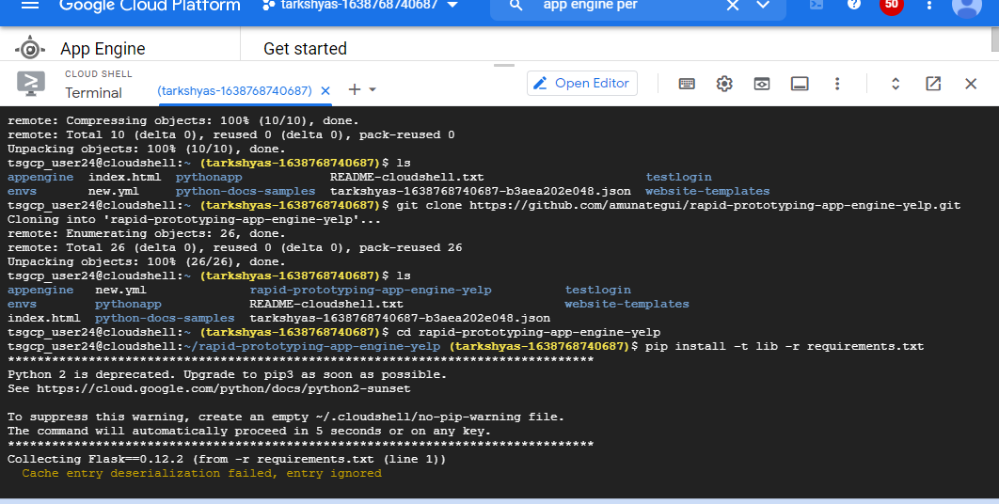 Google Cloud Platform tarkshyas-1638768740687 app engine per 50
App Engine Get started
CLOUD SHELL
Terminal (tarkshyas-1638768740687) Open Editor
remote: Compressing objects: 100% (10/10), done.
remote: Total 10 (delta 0), reused 0 (delta 0), pack-reused 0
Unpacking objects: 100% (10/10), done.
tsgcp_user24@cloudshell:~ (tarkshyas-1638768740687)$ ls
appengine index.html pythonapp README-cloudshell.txt testlogin
envs new.yml python-docs-samples tarkshyas-1638768740687-b3aea202e048.json website-templates
tsgcp_user24@cloudshell:~ (tarkshyas-1638768740687)$ git clone https://github.com/amunategui/rapid-prototyping-app-engine-yelp.git
Cloning into 'rapid-prototyping-app-engine-yelp'...
remote: Enumerating objects: 26, done.
remote: Total 26 (delta 0), reused 0 (delta 0), pack-reused 26
Unpacking objects: 100% (26/26), done.
tsgcp_user24@cloudshell:~ (tarkshyas-1638768740687)$ ls
appengine new.yml rapid-prototyping-app-engine-yelp testlogin
envs pythonapp README-cloudshell.txt website-templates
index.html python-docs-samples tarkshyas-1638768740687-b3aea202e048.json
tsgcp_user24@cloudshell:~ (tarkshyas-1638768740687)$ cd rapid-prototyping-app-engine-yelp
tsgcp_user24@cloudshell:~/rapid-prototyping-app-engine-yelp (tarkshyas-1638768740687)$ pip install -t lib -r requirements.txt
********************************************************************************
Python 2 is deprecated. Upgrade to pip3 as soon as possible.
See https://cloud.google.com/python/docs/python2-sunset
To suppress this warning, create an empty ~/.cloudshell/no-pip-warning file.
The command will automatically proceed in 5 seconds or on any key.
********************************************************************************
Collecting Flask==0.12.2 (from -r requirements.txt (line 1))
Cache entry deserialization failed, entry ignored